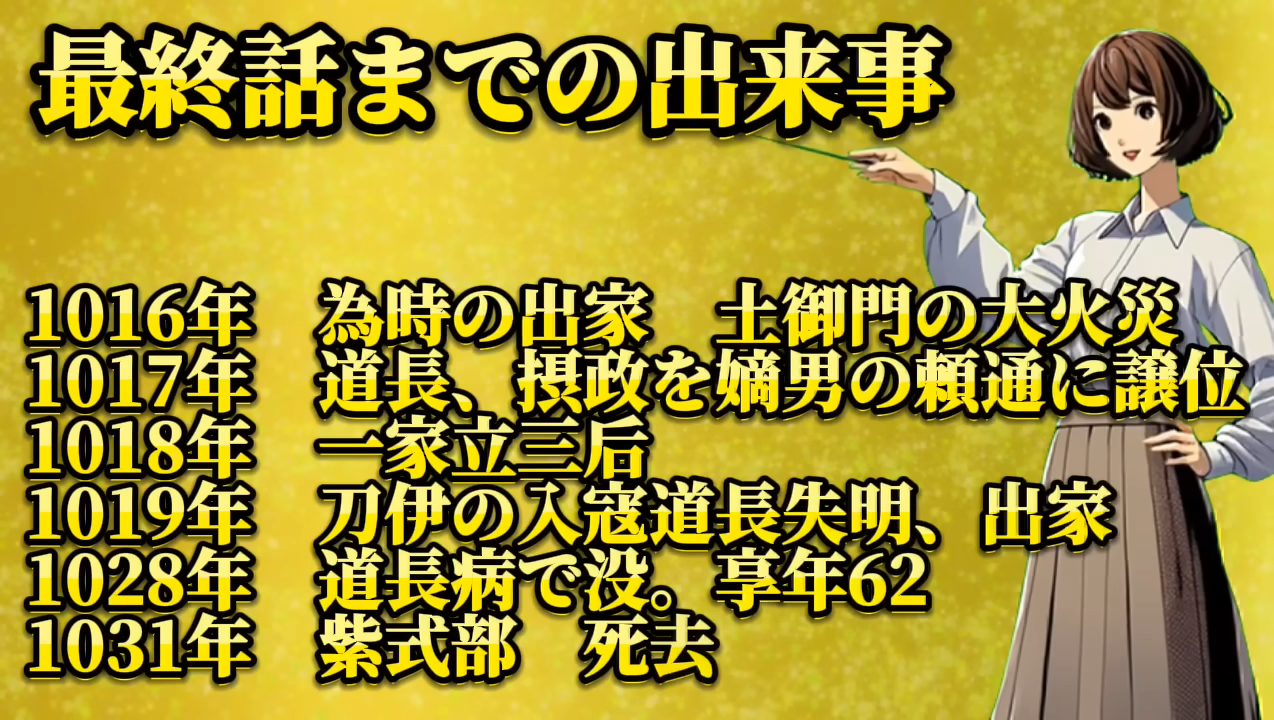 最終話までの出来事
1016年　為時の出家　土御門の大火災
1017年　道長、摂政を嫡男の頼通に譲位
1018年　一家立三后
1019年　刀伊の入寇道長失明、出家
1028年　道長病で没。享年62
1031年　紫式部　死去